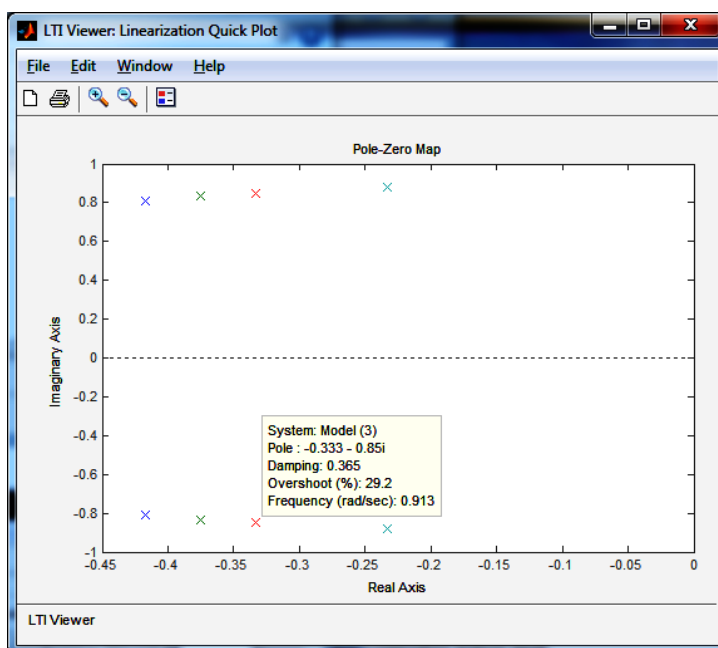 LTI Viewer: Linearization Quick Plot
File Edit Window Help
Pole-Zero Map
1
0.8
0.6
0.4
0.2
0
-0.2
-0.4
-0.6
-0.8
-1
Imaginary Axis
System: Model (3)
Pole : -0.333 - 0.85i
Damping: 0.365
Overshoot (%): 29.2
Frequency (rad/sec): 0.913
-0.45 -0.4 -0.35 -0.3 -0.25 -0.2 -0.15 -0.1 -0.05 0
Real Axis
LTI Viewer